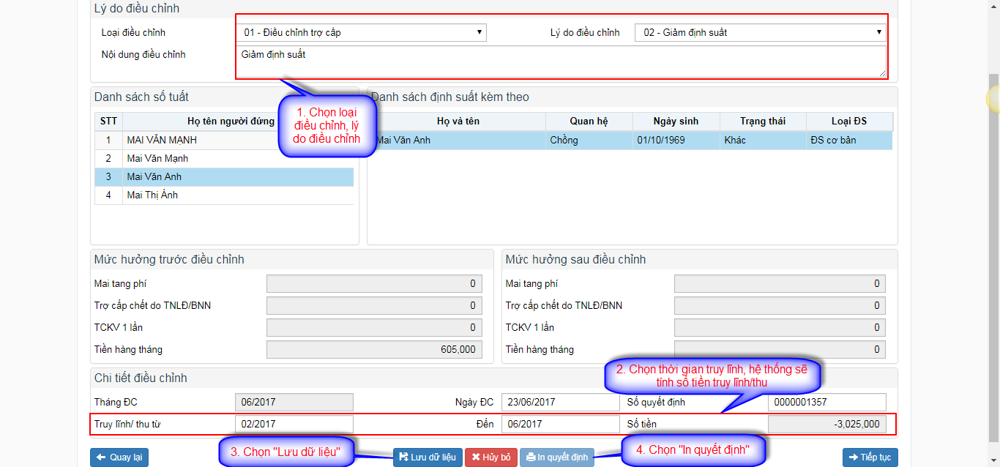 Lý do điều chỉnh
Loại điều chỉnh 01 - Điều chỉnh trợ cấp Lý do điều chỉnh 02 - Giảm định suất
Nội dung điều chỉnh Giảm định suất
Danh sách số tuất
Danh sách định suất kèm theo
1. Chọn loại
điều chỉnh, lý
do điều chỉnh
STT Họ tên người đứng
1 MAI VĂN MẠNH
2 Mai Văn Mạnh
3 Mai Văn Anh
4 Mai Thị Ánh
Họ và tên Quan hệ Ngày sinh Trạng thái Loại ĐS
Mai Văn Anh Chồng 01/10/1969 Khác ĐS cơ bản
Mức hưởng trước điều chỉnh
Mai tang phí 0
Trợ cấp chết do TNLĐ/BNN 0
TCKV 1 lần 0
Tiền hàng tháng 605,000
Mức hưởng sau điều chỉnh
Mai tang phí 0
Trợ cấp chết do TNLĐ/BNN 0
TCKV 1 lần 0
Tiền hàng tháng 0
2. Chọn thời gian truy lĩnh, hệ thống sẽ
tính số tiền truy lĩnh/thu
Chi tiết điều chỉnh
Tháng ĐC 06/2017 Ngày ĐC 23/06/2017 Số quyết định 0000001357
Truy lĩnh/ thu từ 02/2017 Đến 06/2017 Số tiền -3,025,000
3. Chọn "Lưu dữ liệu"
4. Chọn "In quyết định"
Quay lại Lưu dữ liệu Hủy bỏ In quyết định Tiếp tục